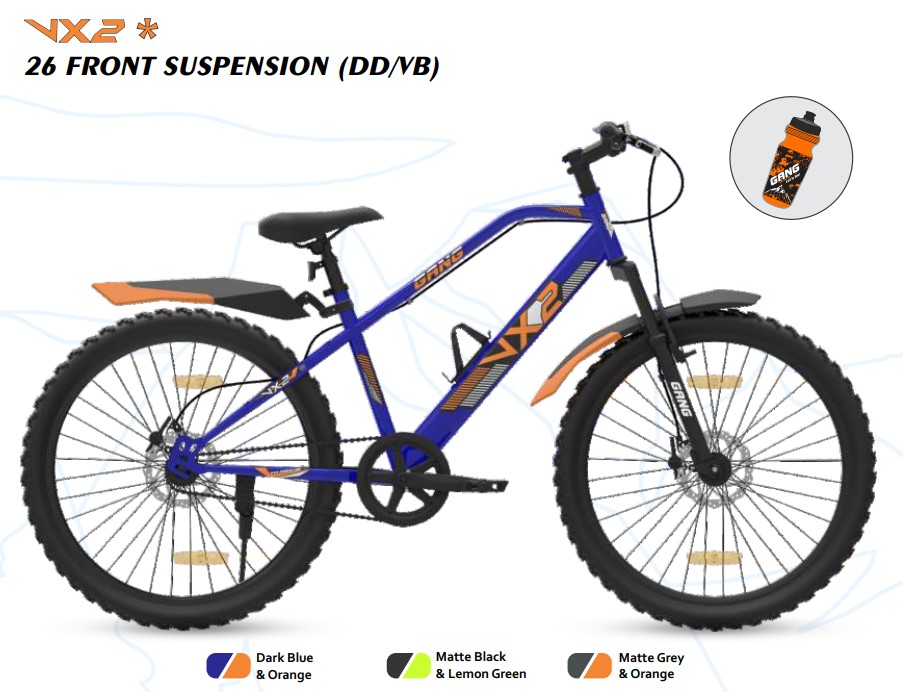 VX2 *
26 FRONT SUSPENSION (DD/VB)
GANG
GANG
VX2
VX2
GANG
Dark Blue
& Orange
Matte Black
& Lemon Green
Matte Grey
& Orange